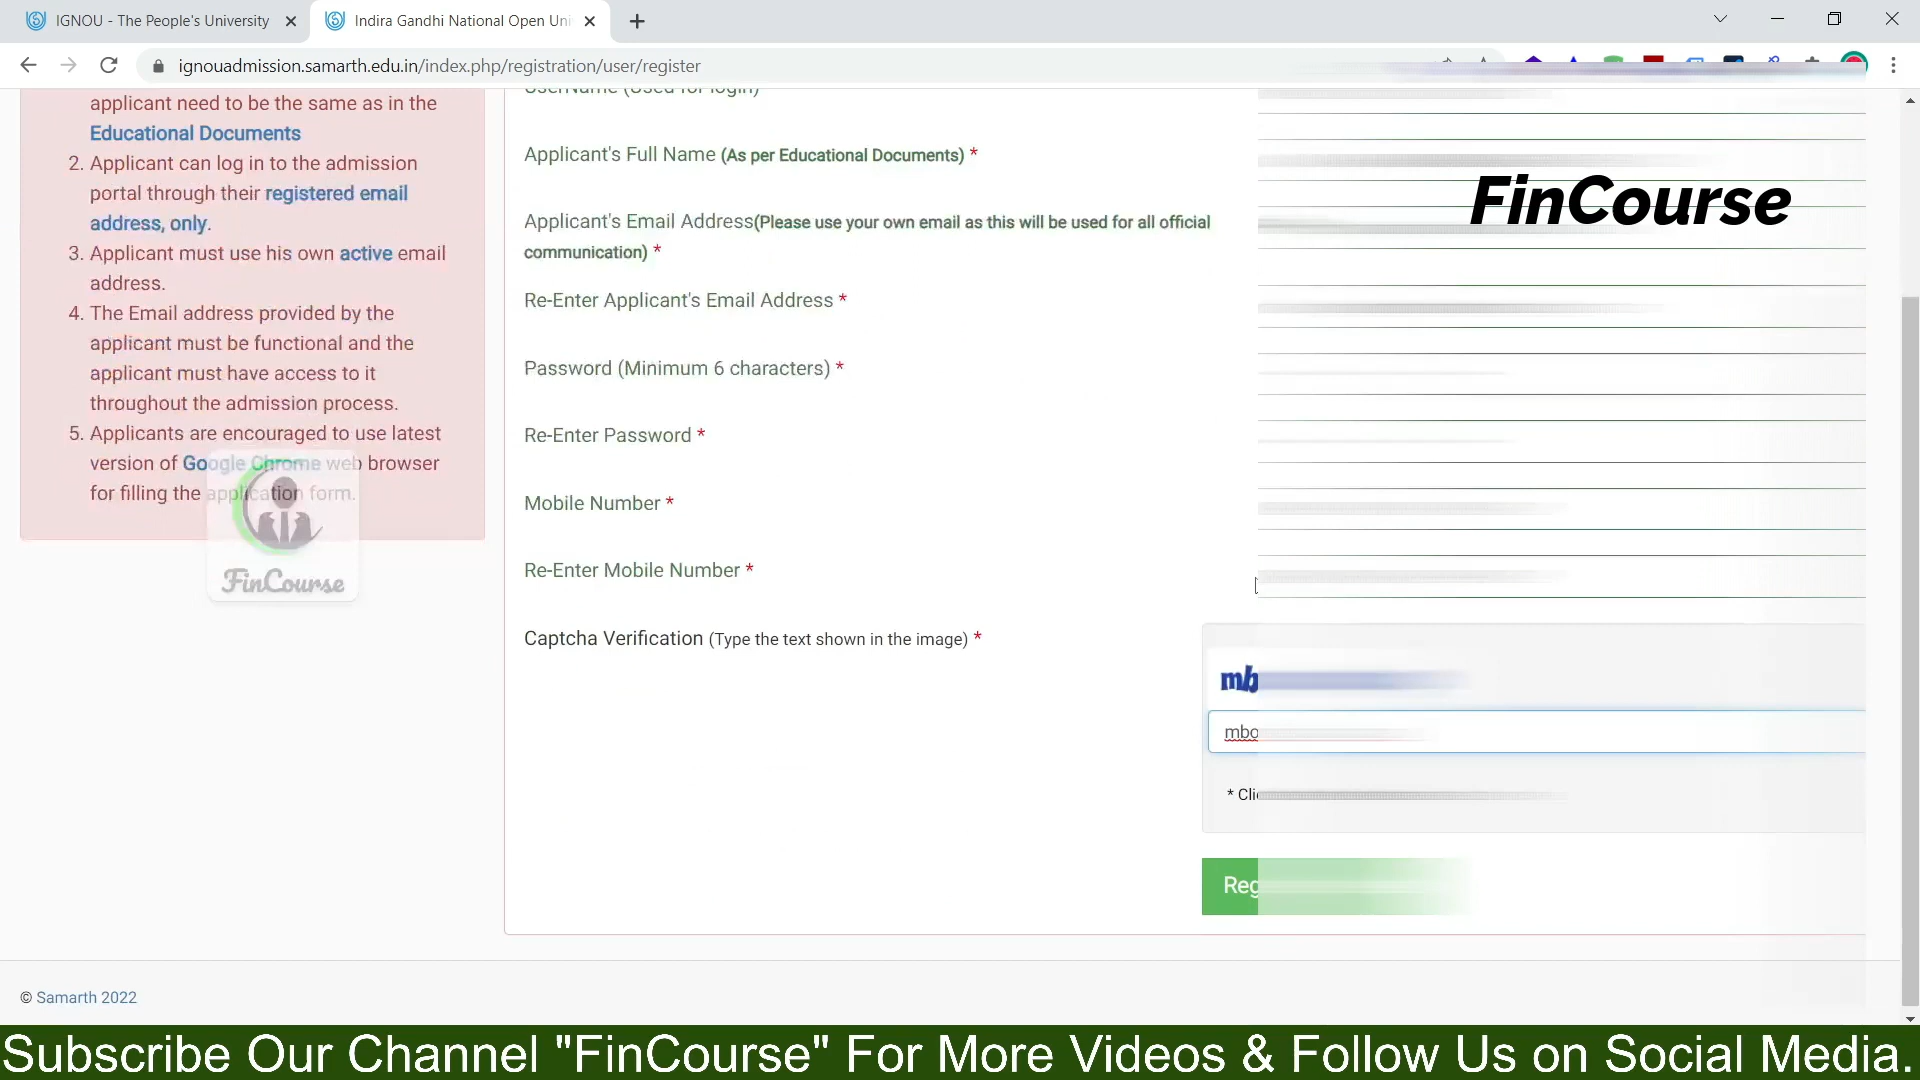 IGNOU - The People's University
Indira Gandhi National Open Uni
ignouadmission.samarth.edu.in/index.php/registration/user/register
applicant need to be the same as in the
Educational Documents
2. Applicant can log in to the admission
portal through their registered email
address, only.
3. Applicant must use his own active email
address.
4. The Email address provided by the
applicant must be functional and the
applicant must have access to it
throughout the admission process.
5. Applicants are encouraged to use latest
version of Google Chrome web browser
for filling the application form.
FinCourse
UserName (Used for login)
Applicant's Full Name (As per Educational Documents) *
FinCourse
Applicant's Email Address(Please use your own email as this will be used for all official
communication) *
Re-Enter Applicant's Email Address *
Password (Minimum 6 characters) *
Re-Enter Password *
Mobile Number *
Re-Enter Mobile Number *
Captcha Verification (Type the text shown in the image) *
mb
mbo
* Clic
Reg
© Samarth 2022
Subscribe Our Channel "FinCourse" For More Videos & Follow Us on Social Media.